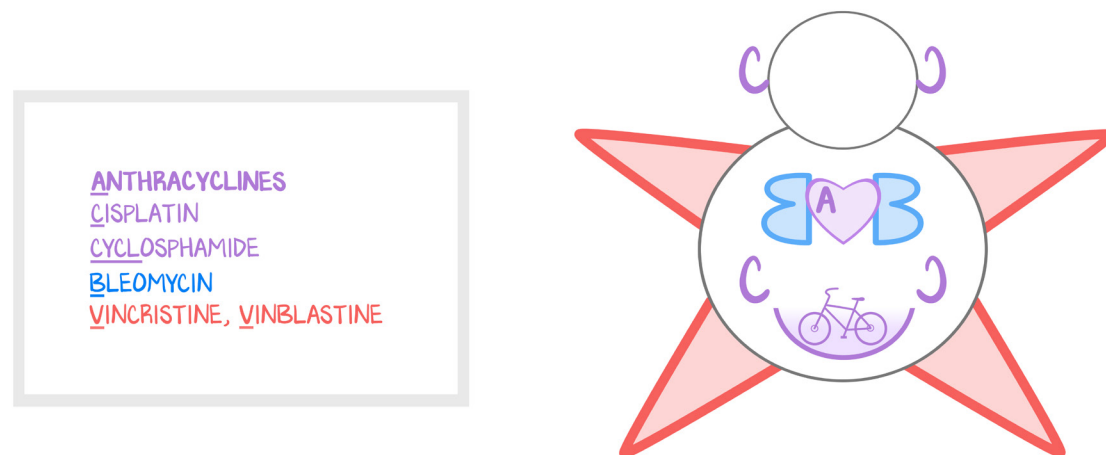 ANTHRACYCLINES
CISPLATIN
CYCLOSPHAMIDE
BLEOMYCIN
VINCRISTINE, VINBLASTINE
C C
B A B
C C